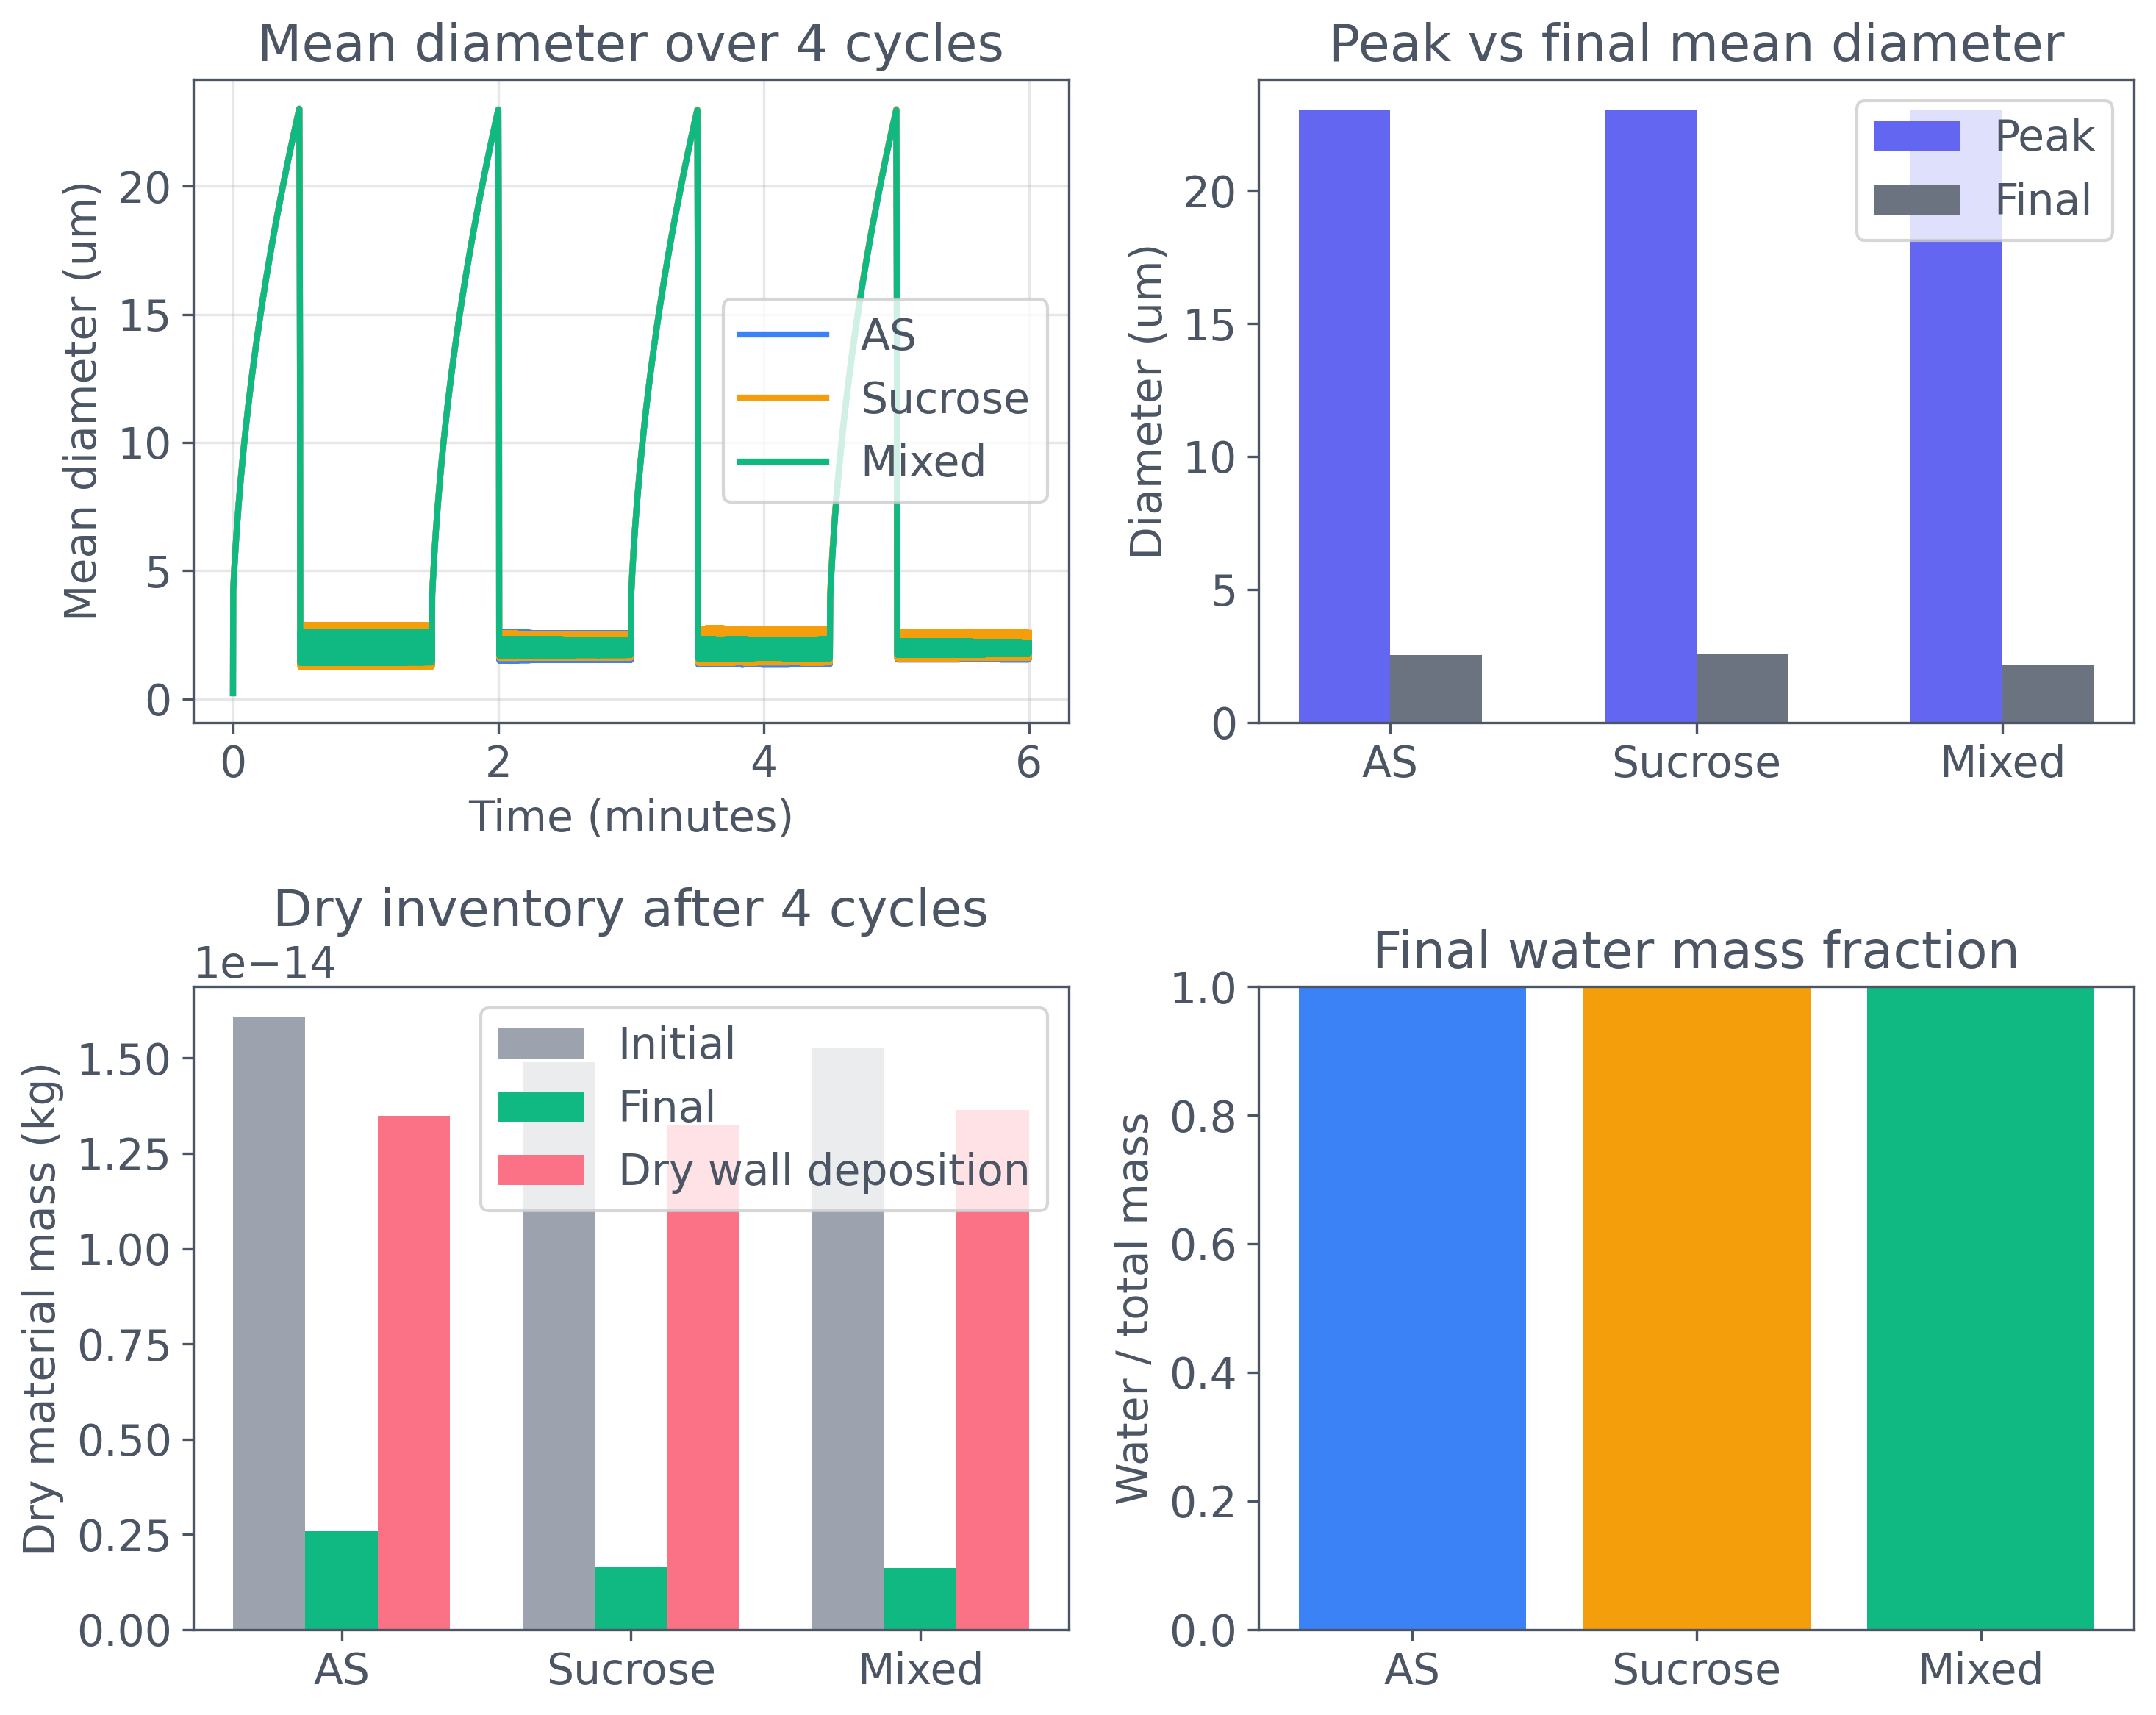 Mean diameter over 4 cycles
Mean diameter (um)
20
15
10
5
0
AS
Sucrose
Mixed
0 2 4 6
Time (minutes)
Peak vs final mean diameter
Diameter (um)
20
15
10
5
0
Peak
Final
AS Sucrose Mixed
Dry inventory after 4 cycles
1e−14
Dry material mass (kg)
1.50
1.25
1.00
0.75
0.50
0.25
0.00
Initial
Final
Dry wall deposition
AS Sucrose Mixed
Final water mass fraction
Water / total mass
1.0
0.8
0.6
0.4
0.2
0.0
AS Sucrose Mixed